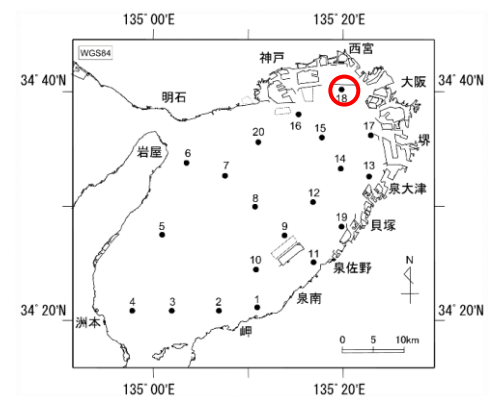 135° 00'
135° 20'
WGS84
神戸
西宮
34° 40'
大阪
18
明石
16
17
堺
15
20
岩屋
6
7
14
13
泉大津
8
12
5
9
19
貝塚
10
11
泉佐野
N
34° 20'
4
3
2
1
泉南
洲本
岬
0 5 10km
135° 00'
135° 20'
34° 40'
34° 20'